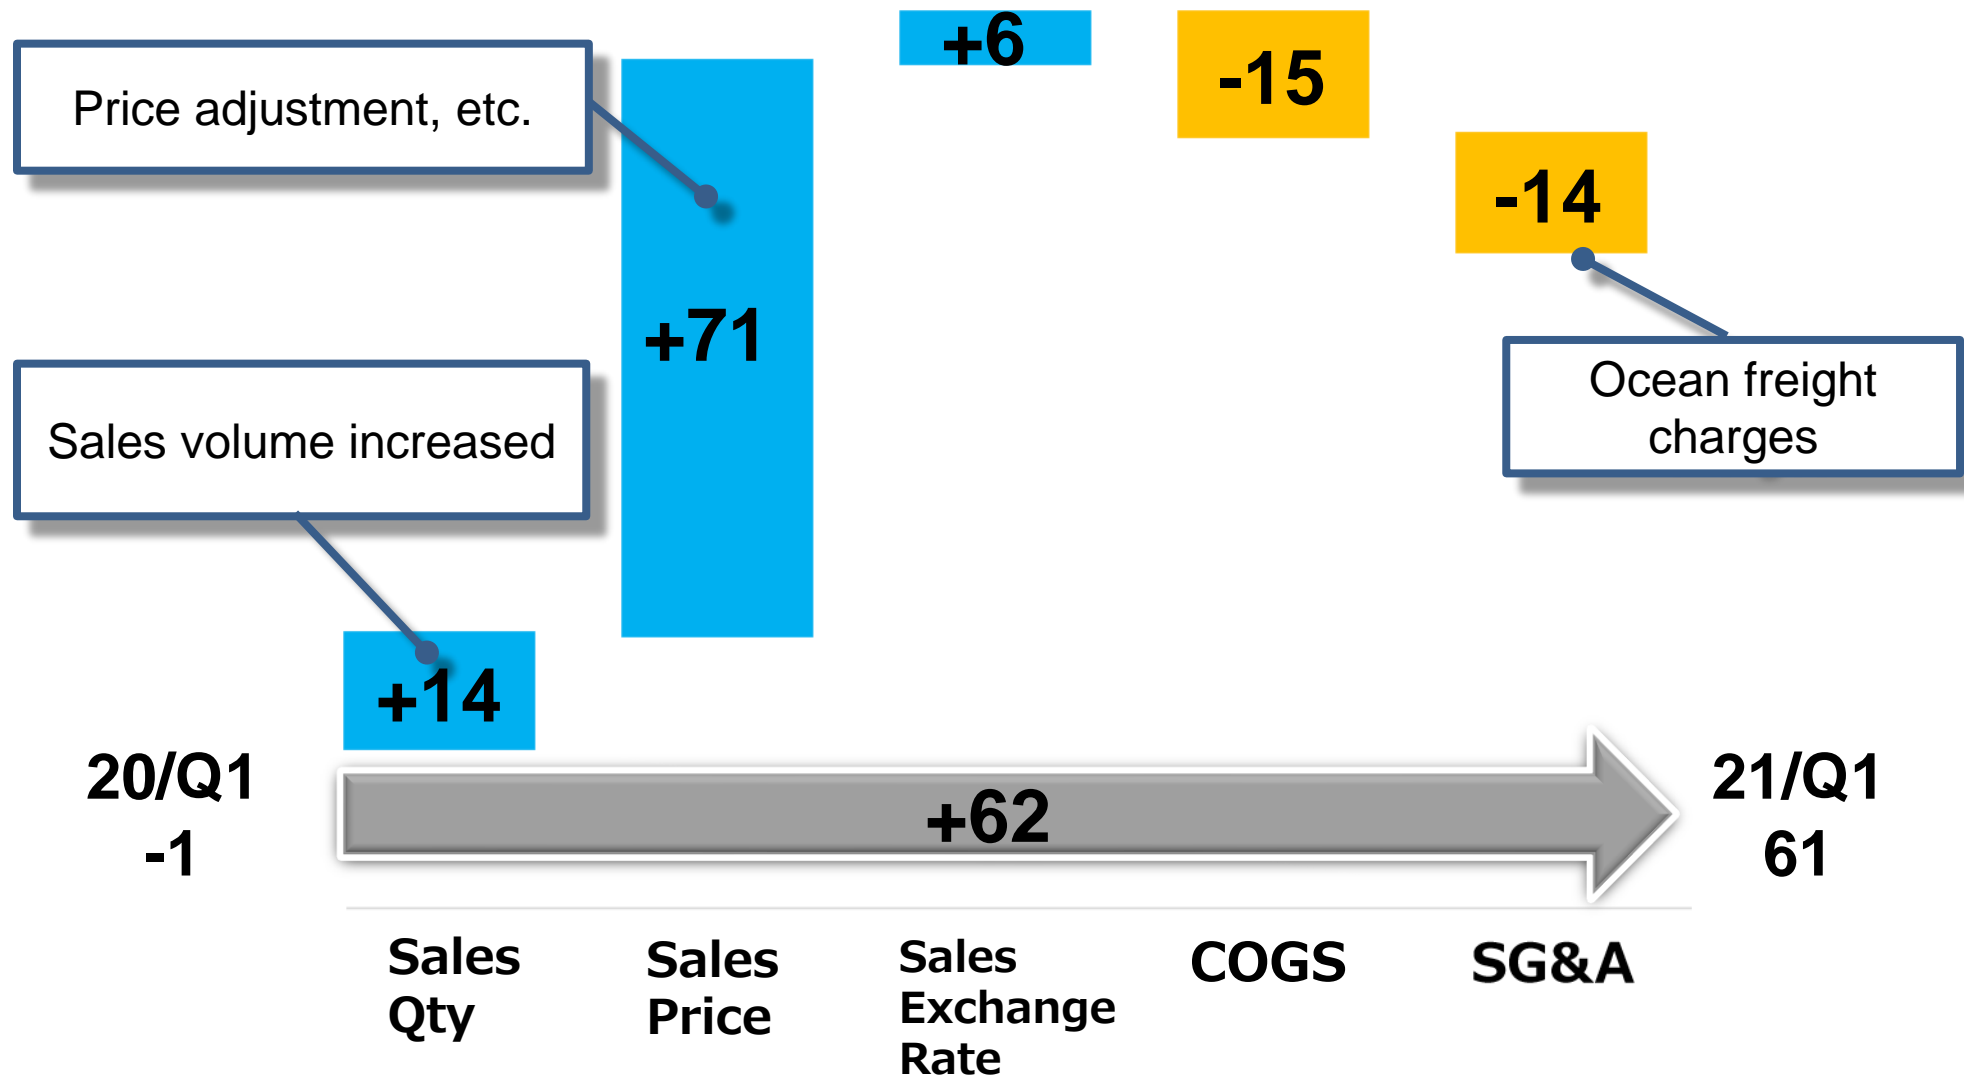 +6
-15
Price adjustment, etc.
-14
+71
Ocean freight
charges
Sales volume increased
+14
20/Q1
-1
+62
21/Q1
61
Sales
Qty
Sales
Price
Sales
Exchange
Rate
COGS
SG&A